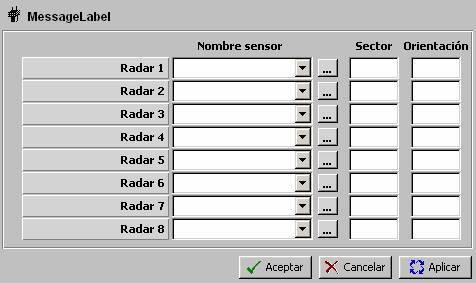 MessageLabel
Nombre sensor Sector Orientación
Radar 1 ...
Radar 2 ...
Radar 3 ...
Radar 4 ...
Radar 5 ...
Radar 6 ...
Radar 7 ...
Radar 8 ...
Aceptar Cancelar Aplicar